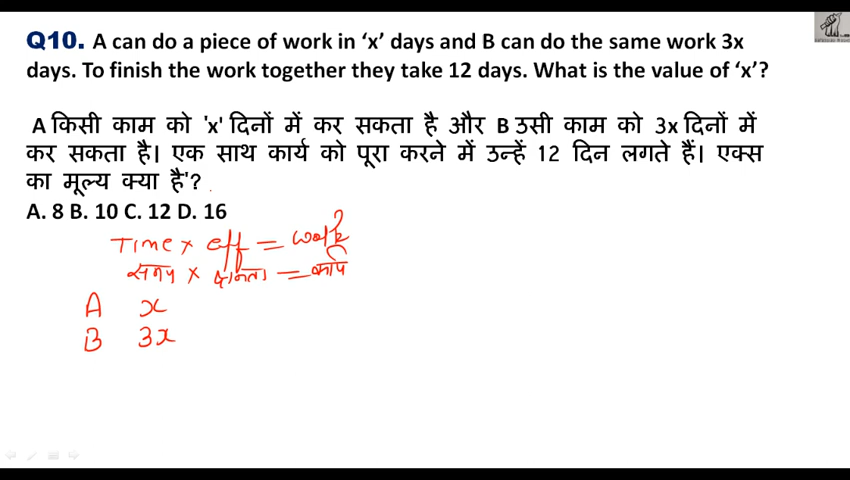 Q10. A can do a piece of work in ‘x’ days and B can do the same work 3x
days. To finish the work together they take 12 days. What is the value of ‘x’?
A किसी काम को 'x' दिनों में कर सकता है और B उसी काम को 3x दिनों में
कर सकता है। एक साथ कार्य को पूरा करने में उन्हें 12 दिन लगते हैं। एक्स
का मूल्य क्या है'?
A. 8 B. 10 C. 12 D. 16
Time × eff = work
समय × क्षमता = कार्य
A x
B 3x